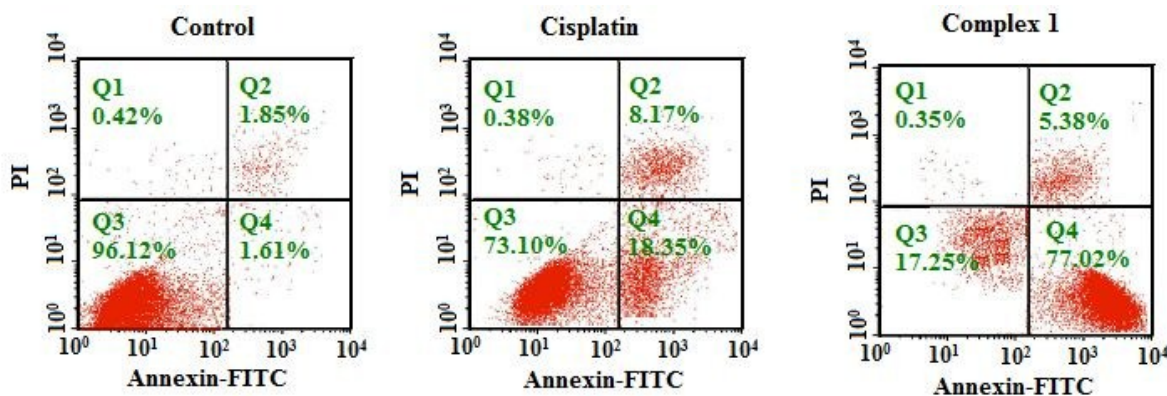 Control
PI
10⁴
10³
10²
10¹
10⁰
Q1
0.42%
Q2
1.85%
Q3
96.12%
Q4
1.61%
10⁰ 10¹ 10² 10³ 10⁴
Annexin-FITC
Cisplatin
PI
10⁴
10³
10²
10¹
10⁰
Q1
0.38%
Q2
8.17%
Q3
73.10%
Q4
18.35%
10⁰ 10¹ 10² 10³ 10⁴
Annexin-FITC
Complex 1
PI
10⁴
10³
10²
10¹
10⁰
Q1
0.35%
Q2
5.38%
Q3
17.25%
Q4
77.02%
10⁰ 10¹ 10² 10³ 10⁴
Annexin-FITC